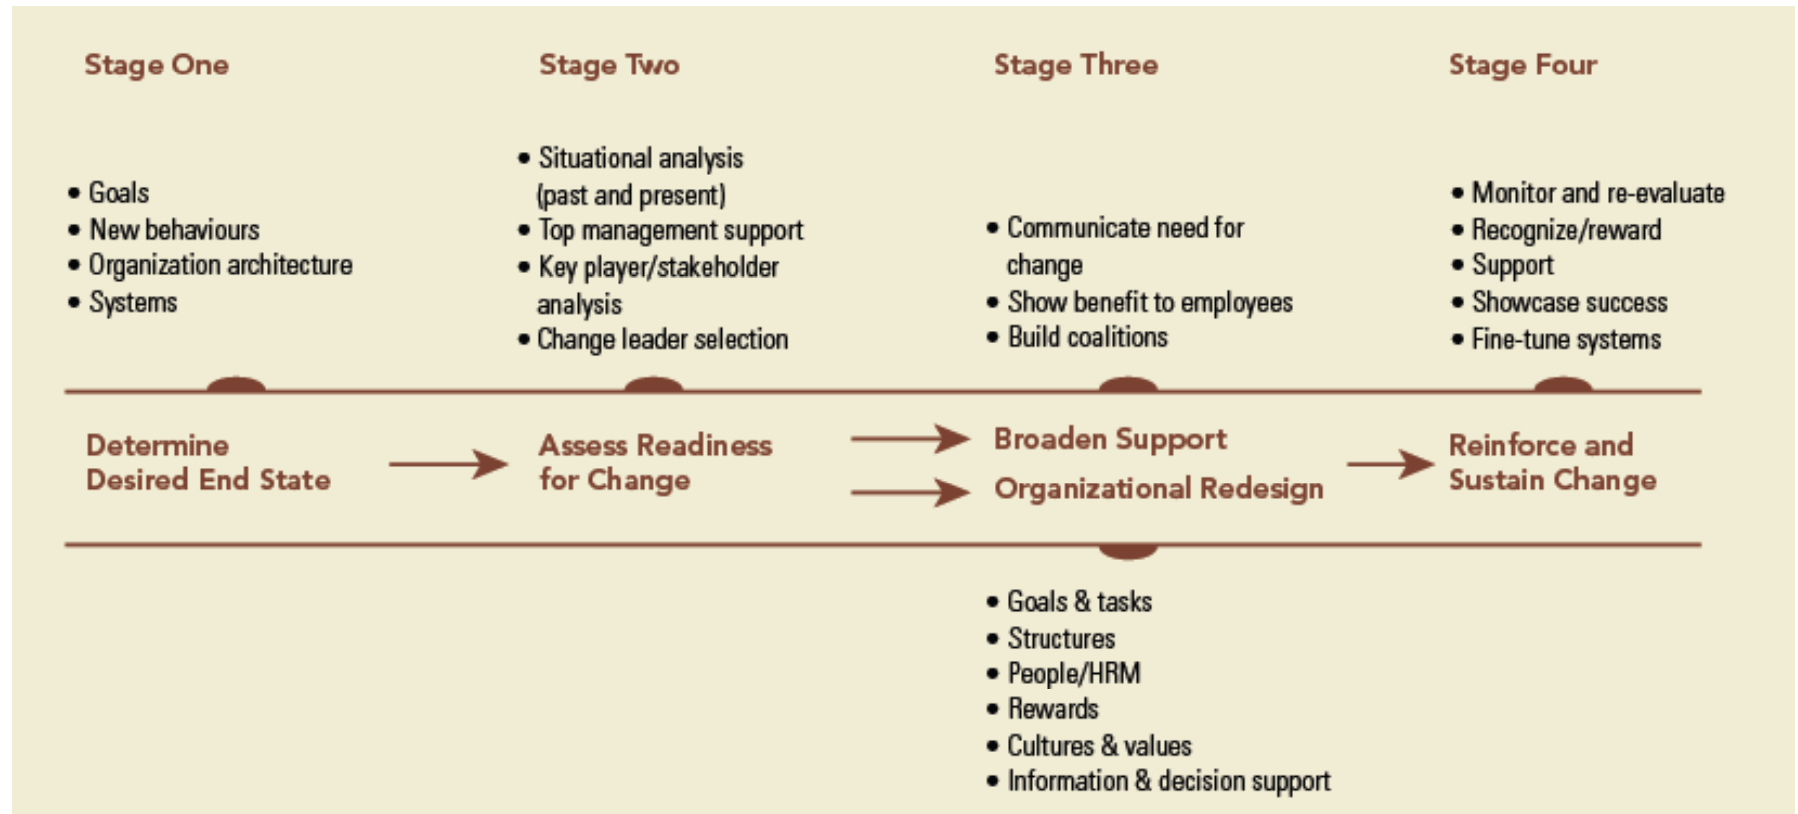 Stage One
Stage Two
Stage Three
Stage Four
• Goals
• New behaviours
• Organization architecture
• Systems
• Situational analysis
(past and present)
• Top management support
• Key player/stakeholder
analysis
• Change leader selection
• Communicate need for
change
• Show benefit to employees
• Build coalitions
• Monitor and re-evaluate
• Recognize/reward
• Support
• Showcase success
• Fine-tune systems
Determine
Desired End State
Assess Readiness
for Change
Broaden Support
Organizational Redesign
Reinforce and
Sustain Change
• Goals & tasks
• Structures
• People/HRM
• Rewards
• Cultures & values
• Information & decision support